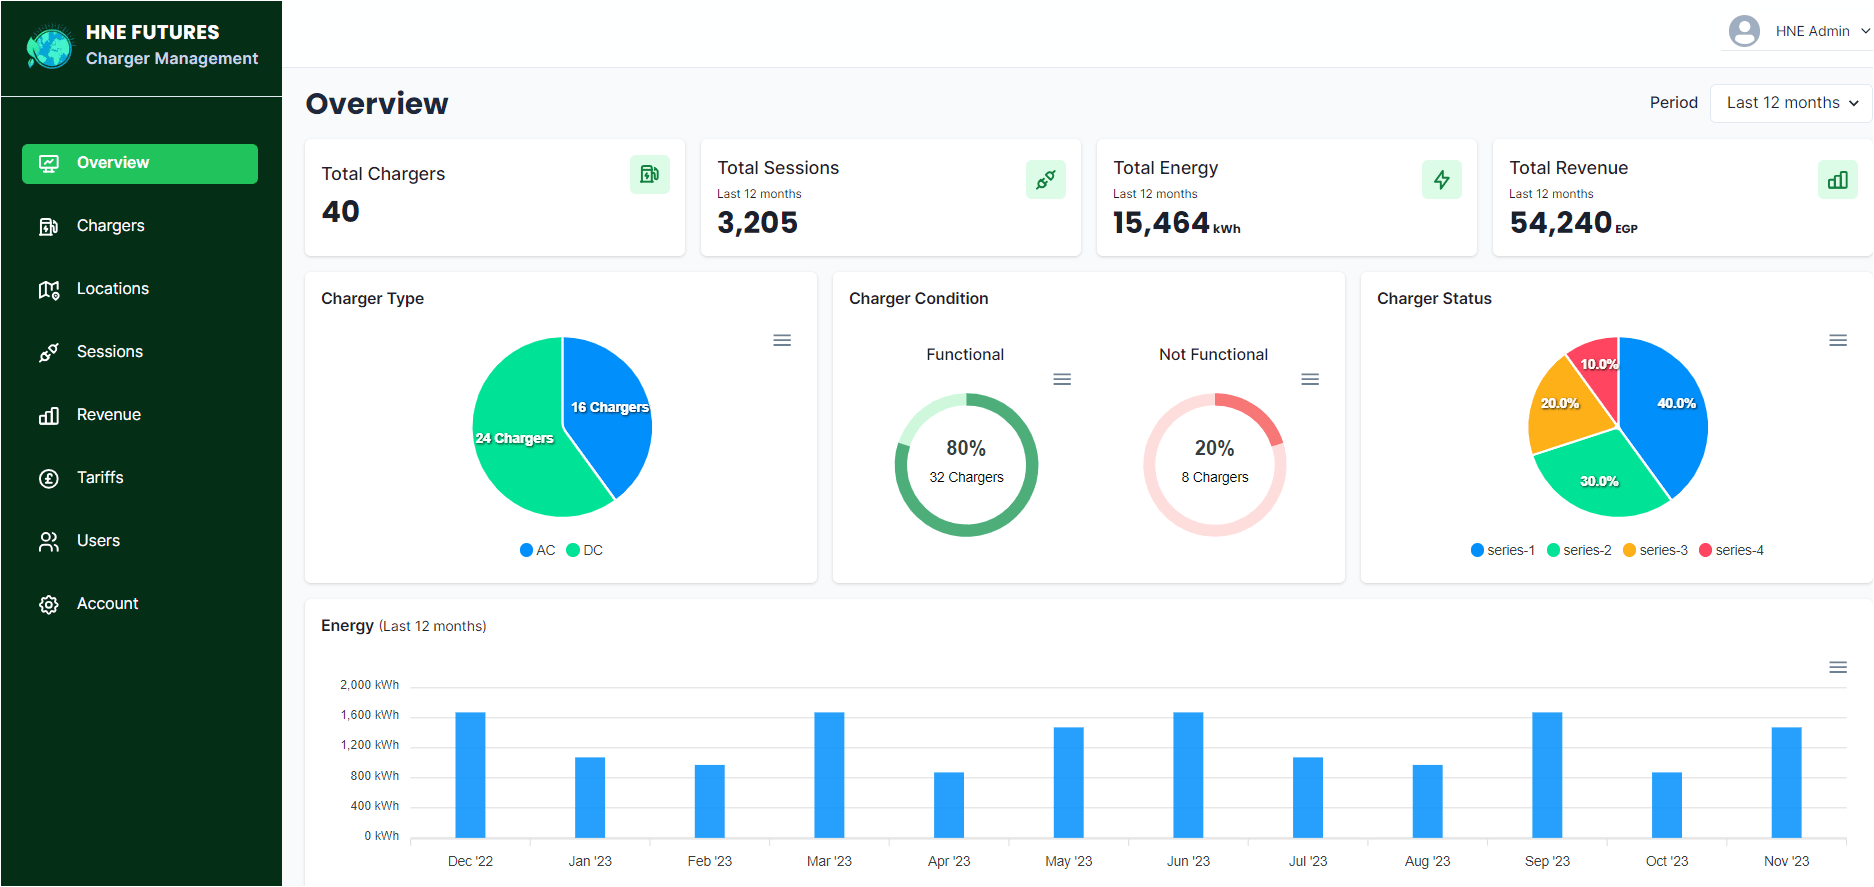 HNE FUTURES
Charger Management
HNE Admin
Overview
Chargers
Locations
Sessions
Revenue
Tariffs
Users
Account
Overview
Period
Last 12 months
Total Chargers
40
Total Sessions
Last 12 months
3,205
Total Energy
Last 12 months
15,464 kWh
Total Revenue
Last 12 months
54,240 EGP
Charger Type
16 Chargers
24 Chargers
AC DC
Charger Condition
Functional
80%
32 Chargers
Not Functional
20%
8 Chargers
Charger Status
10.0%
20.0%
40.0%
30.0%
series-1 series-2 series-3 series-4
Energy (Last 12 months)
2,000 kWh
1,600 kWh
1,200 kWh
800 kWh
400 kWh
0 kWh
Dec '22 Jan '23 Feb '23 Mar '23 Apr '23 May '23 Jun '23 Jul '23 Aug '23 Sep '23 Oct '23 Nov '23